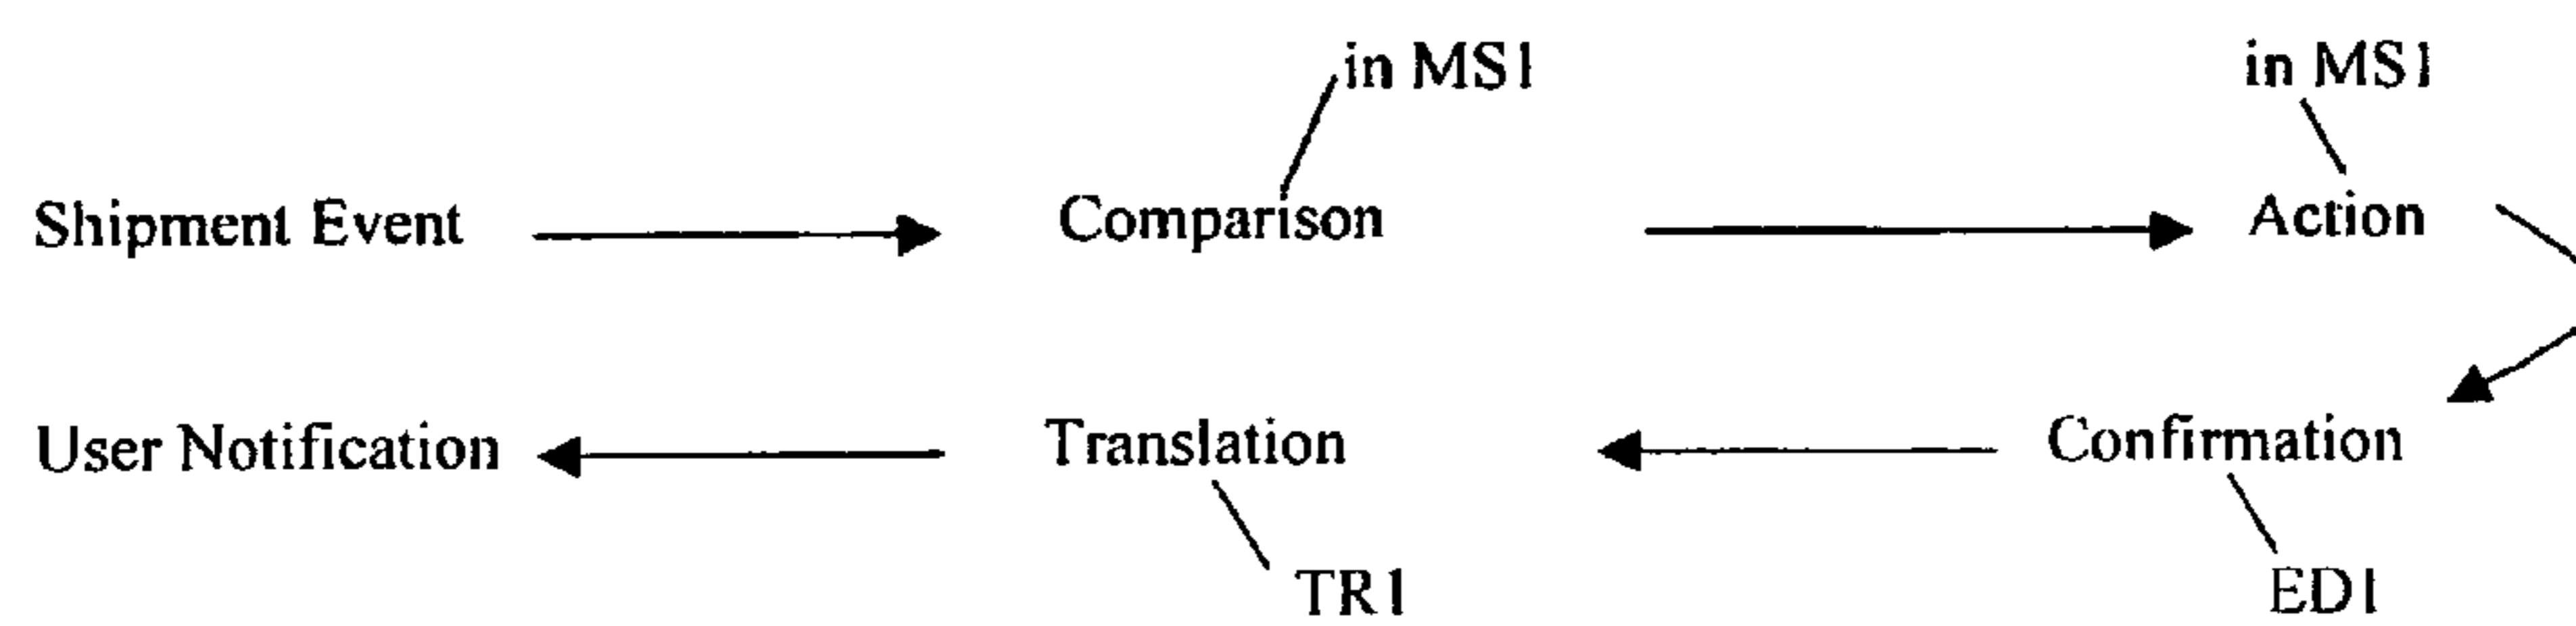 in MS1 in MS1
Shipment Event Comparison Action
User Notification Translation Confirmation
TR1 ED1